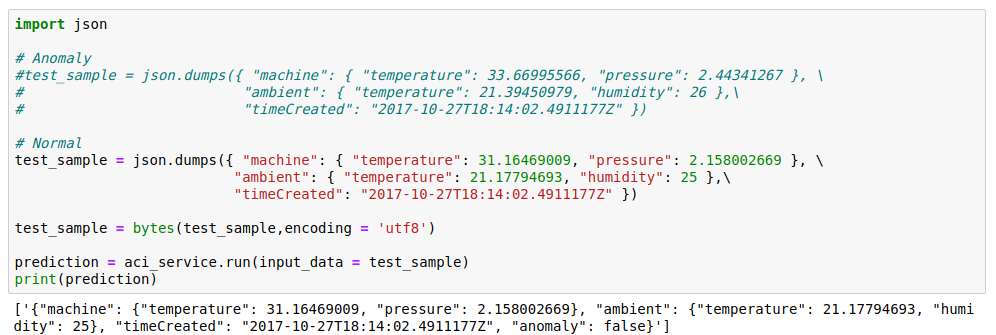 import json
# Anomaly
#test_sample = json.dumps({ "machine": { "temperature": 33.66995566, "pressure": 2.44341267 }, \
#                          "ambient": { "temperature": 21.39450979, "humidity": 26 },\
#                          "timeCreated": "2017-10-27T18:14:02.4911177Z" })
# Normal
test_sample = json.dumps({ "machine": { "temperature": 31.16469009, "pressure": 2.158002669 }, \
                          "ambient": { "temperature": 21.17794693, "humidity": 25 },\
                          "timeCreated": "2017-10-27T18:14:02.4911177Z" })
test_sample = bytes(test_sample,encoding = 'utf8')
prediction = aci_service.run(input_data = test_sample)
print(prediction)
['{"machine": {"temperature": 31.16469009, "pressure": 2.158002669}, "ambient": {"temperature": 21.17794693, "humi
dity": 25}, "timeCreated": "2017-10-27T18:14:02.4911177Z", "anomaly": false}']